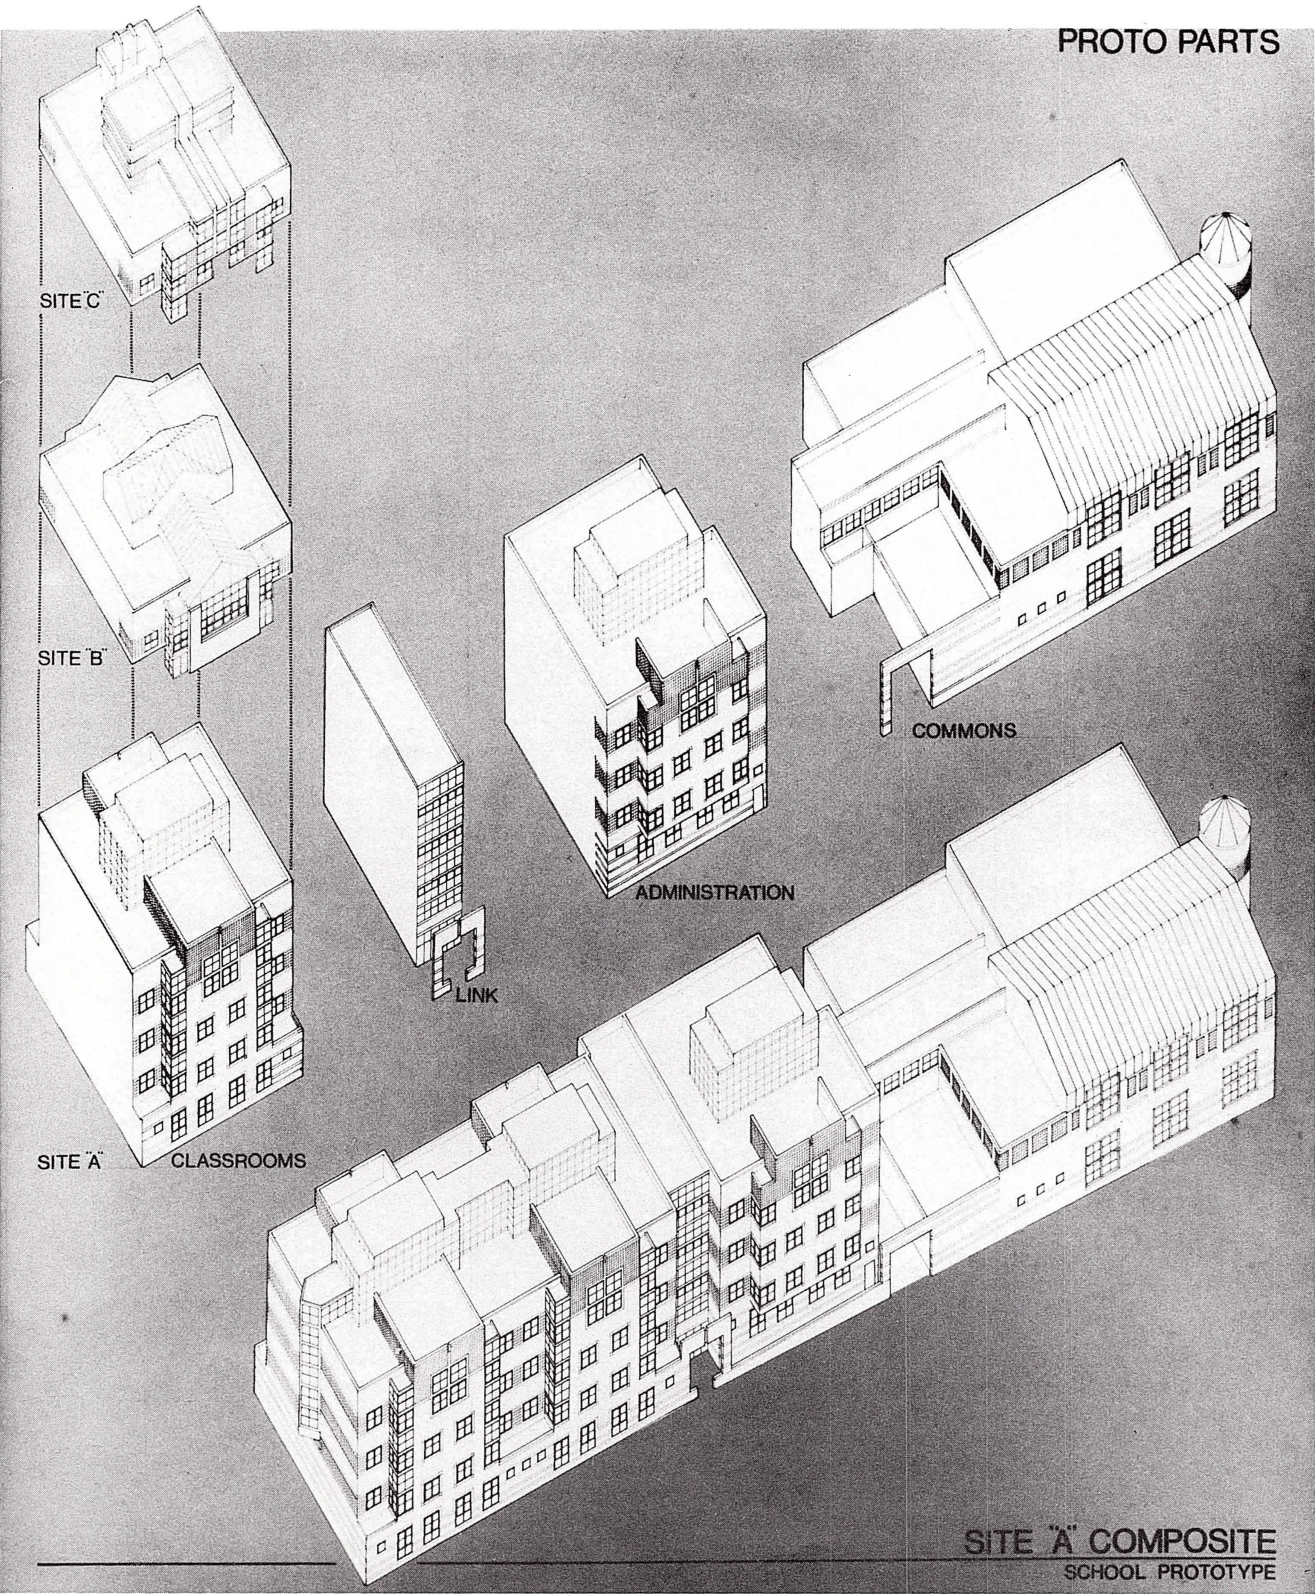 PROTO PARTS
SITE "C"
SITE "B"
COMMONS
ADMINISTRATION
LINK
SITE "A" CLASSROOMS
SITE "A" COMPOSITE
SCHOOL PROTOTYPE